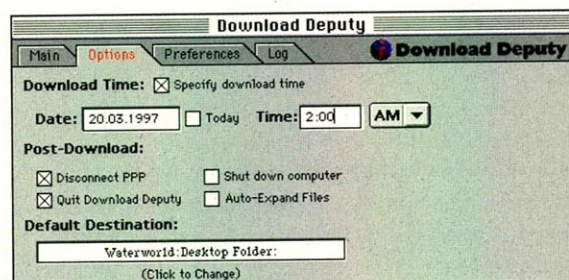 Download Deputy
Main Options Preferences Log Download Deputy
Download Time: Specify download time
Date: 20.03.1997 Today Time: 2:00 AM
Post-Download:
Disconnect PPP Shut down computer
Quit Download Deputy Auto-Expand Files
Default Destination:
Waterworld:Desktop Folder:
(Click to Change)